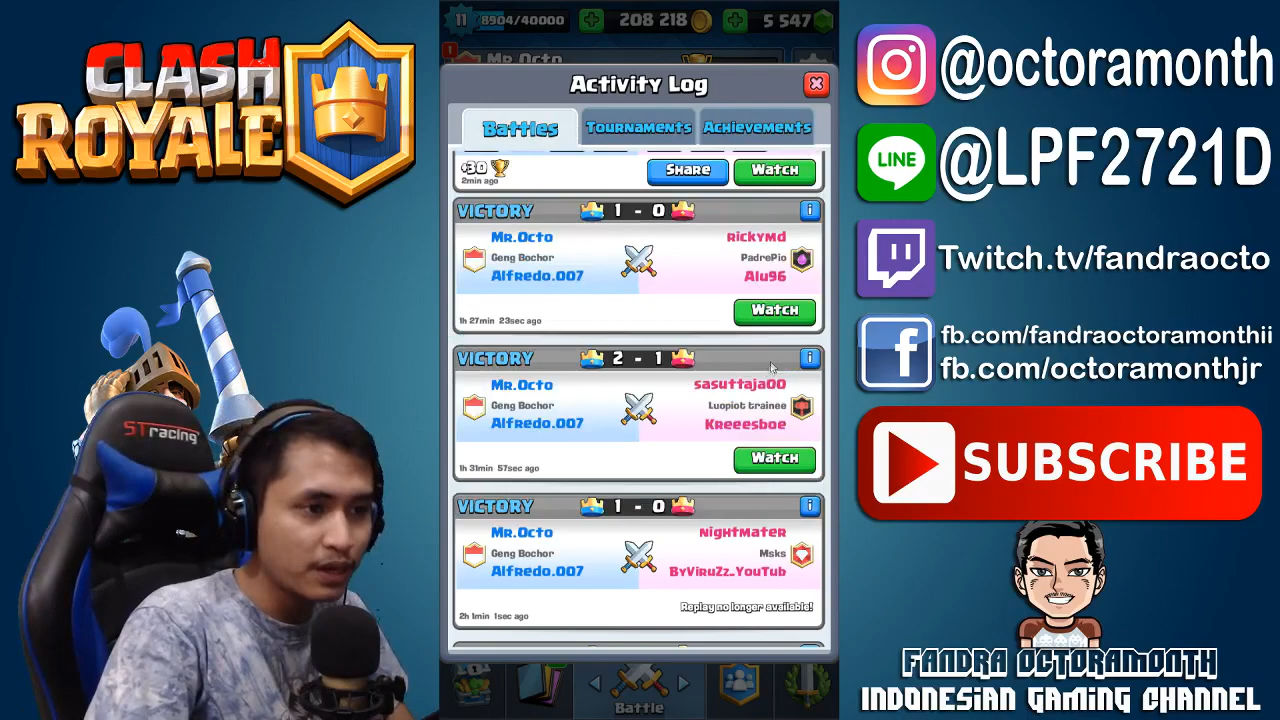 CLASH
ROYALE
11
8904/40000
208 218
5 547
Mr.Octo
Activity Log
Battles
Tournaments
Achievements
+30
2min ago
Share
Watch
VICTORY
1 - 0
i
Mr.Octo
Geng Bochor
Alfredo.007
rickymd
PadrePio
Alu96
1h 27min 23sec ago
Watch
VICTORY
2 - 1
i
Mr.Octo
Geng Bochor
Alfredo.007
sasuttaja00
Luopiot trainee
Kreeesboe
1h 31min 57sec ago
Watch
VICTORY
1 - 0
i
Mr.Octo
Geng Bochor
Alfredo.007
nightmater
Msks
ByViruZz_YouTub
Replay no longer available!
2h 1min 1sec ago
Battle
STracing
@octoramonth
LINE
@LPF2721D
Twitch.tv/fandraocto
fb.com/fandraoctoramonthii
fb.com/octoramonthjr
SUBSCRIBE
FANDRA OCTORAMONTH
INDONESIAN GAMING CHANNEL